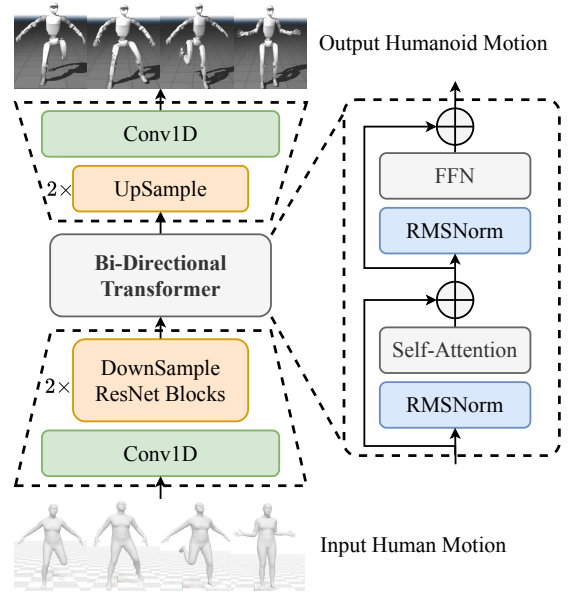 Output Humanoid Motion
Conv1D
2×
UpSample
Bi-Directional
Transformer
2×
DownSample
ResNet Blocks
Conv1D
Input Human Motion
FFN
RMSNorm
Self-Attention
RMSNorm